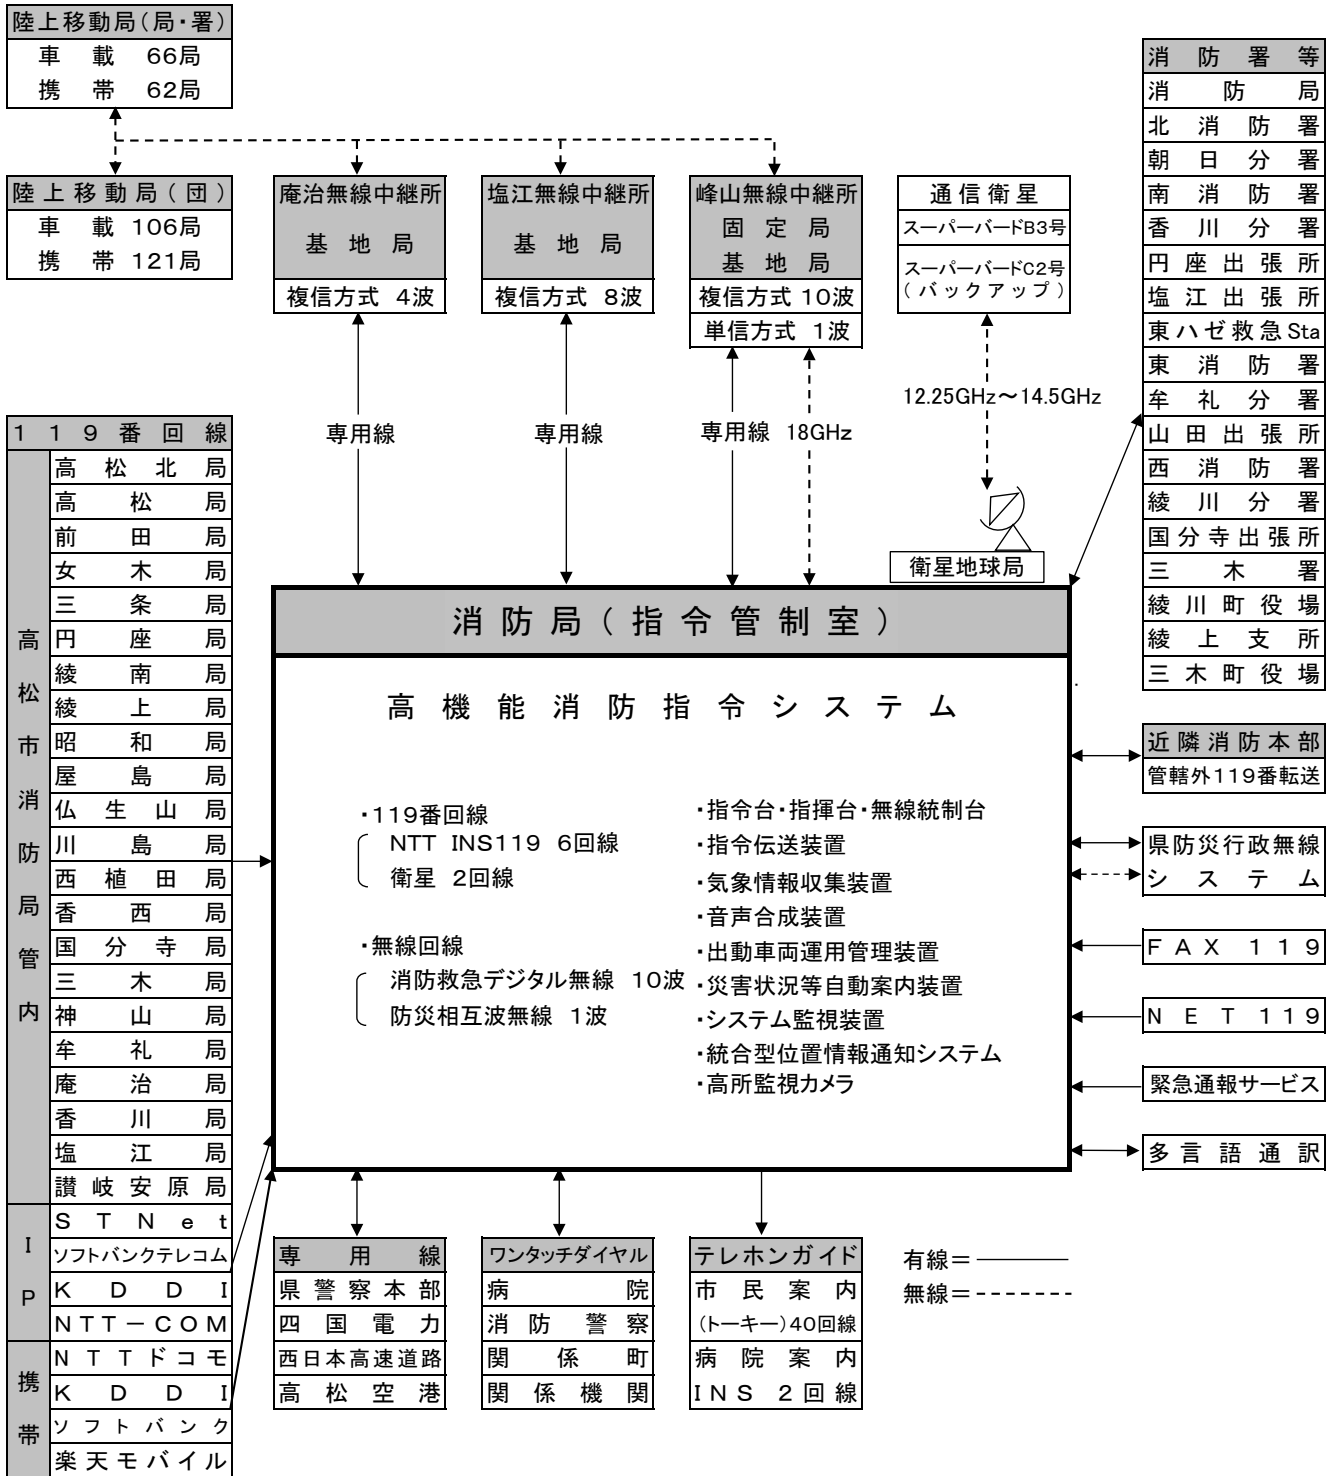 陸上移動局(局・署)
車載 66局
携帯 62局
陸上移動局(団)
車載 106局
携帯 121局
庵治無線中継所
基地局
複信方式 4波
塩江無線中継所
基地局
複信方式 8波
峰山無線中継所
固定局
基地局
複信方式 10波
単信方式 1波
通信衛星
スーパーバードB3号
スーパーバードC2号
(バックアップ)
専用線
専用線
専用線 18GHz
12.25GHz～14.5GHz
衛星地球局
消防署等
消防局
北消防署
朝日分署
南消防署
香川分署
円座出張所
塩江出張所
東ハゼ救急Sta
東消防署
牟礼分署
山田出張所
西消防署
綾川分署
国分寺出張所
三木署
綾川町役場
綾上支所
三木町役場
119番回線
高松市消防局管内
高松北局
高松局
前田局
女木局
三条局
円座局
綾南局
綾上局
昭和局
屋島局
仏生山局
川島局
西植田局
香西局
国分寺局
三木局
神山局
牟礼局
庵治局
香川局
塩江局
讃岐安原局
IP
STNet
ソフトバンクテレコム
KDDI
NTT－COM
携帯
NTTドコモ
KDDI
ソフトバンク
楽天モバイル
消防局(指令管制室)
高機能消防指令システム
・119番回線
NTT INS119 6回線
衛星 2回線
・無線回線
消防救急デジタル無線 10波
防災相互波無線 1波
・指令台・指揮台・無線統制台
・指令伝送装置
・気象情報収集装置
・音声合成装置
・出動車両運用管理装置
・災害状況等自動案内装置
・システム監視装置
・統合型位置情報通知システム
・高所監視カメラ
近隣消防本部
管轄外119番転送
県防災行政無線
システム
FAX 119
NET119
緊急通報サービス
多言語通訳
専用線
県警察本部
四国電力
西日本高速道路
高松空港
ワンタッチダイヤル
病院
消防警察
関係町
関係機関
テレホンガイド
市民案内
(トーキー)40回線
病院案内
INS 2回線
有線＝
無線＝